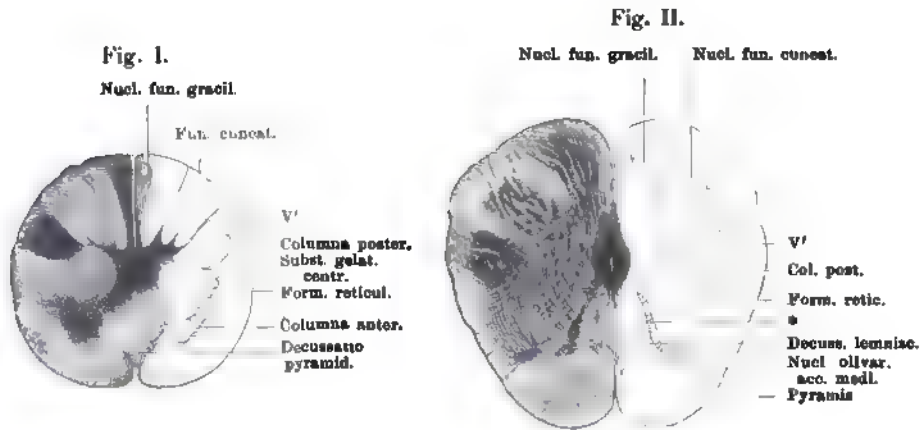 Fig. I.
Nucl. fun. gracil.
Fun. cuneat.
V'
Columna poster.
Subst. gelat.
centr.
Form. reticul.
Columna anter.
Decussatio
pyramid.
Fig. II.
Nucl. fun. gracil.
Nucl. fun. cuneat.
V'
Col. post.
Form. retic.
Decuss. lemnisc.
Nucl olivar.
acc. medi.
Pyramis